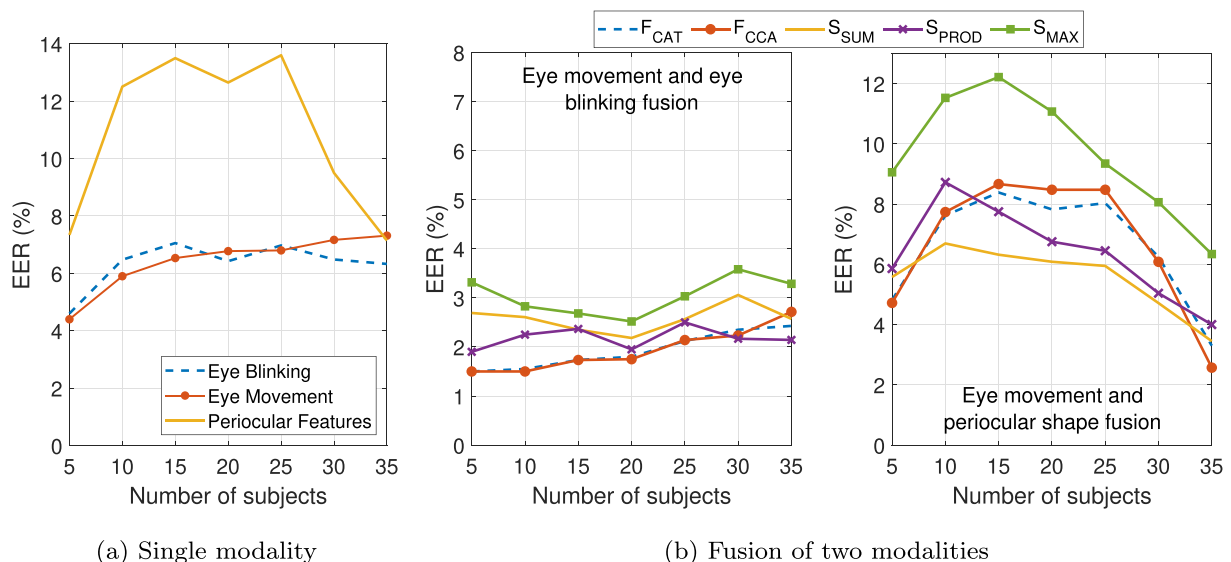 14
12
10
8
6
4
2
0
EER (%)
5 10 15 20 25 30 35
Number of subjects
Eye Blinking
Eye Movement
Periocular Features
(a) Single modality
F_CAT F_CCA S_SUM S_PROD S_MAX
8
7
6
5
4
3
2
1
0
EER (%)
Eye movement and eye
blinking fusion
5 10 15 20 25 30 35
Number of subjects
12
10
8
6
4
2
0
EER (%)
Eye movement and
periocular shape fusion
5 10 15 20 25 30 35
Number of subjects
(b) Fusion of two modalities